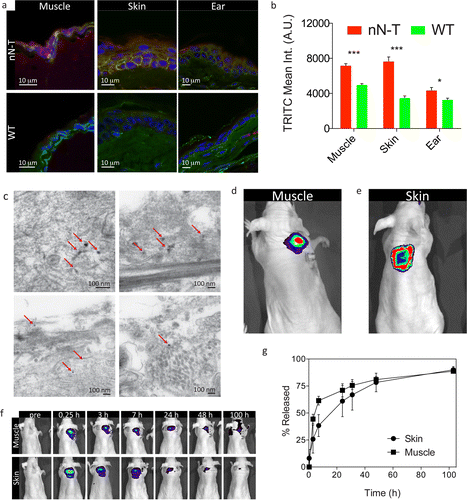 a
Muscle Skin Ear
nN-T
10 μm 10 μm 10 μm
WT
10 μm 10 μm 10 μm
b
nN-T WT
TRITC Mean Int. (A.U.)
12000
8000
4000
0
*** *** *
Muscle Skin Ear
c
100 nm 100 nm
100 nm 100 nm
d
Muscle
e
Skin
f
pre 0.25 h 3 h 7 h 24 h 48 h 100 h
Muscle
Skin
g
% Released
100
75
50
25
0
Skin
Muscle
0 20 40 60 80 100
Time (h)